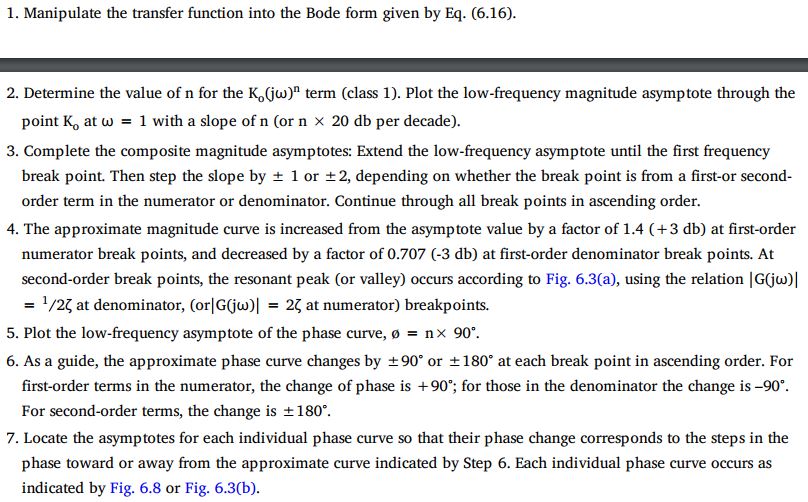 1. Manipulate the transfer function into the Bode form given by Eq. (6.16).
2. Determine the value of n for the Kₒ(jω)ⁿ term (class 1). Plot the low-frequency magnitude asymptote through the
point Kₒ at ω = 1 with a slope of n (or n × 20 db per decade).
3. Complete the composite magnitude asymptotes: Extend the low-frequency asymptote until the first frequency
break point. Then step the slope by ± 1 or ±2, depending on whether the break point is from a first-or second-
order term in the numerator or denominator. Continue through all break points in ascending order.
4. The approximate magnitude curve is increased from the asymptote value by a factor of 1.4 (+3 db) at first-order
numerator break points, and decreased by a factor of 0.707 (-3 db) at first-order denominator break points. At
second-order break points, the resonant peak (or valley) occurs according to Fig. 6.3(a), using the relation |G(jω)|
= ¹/2ζ at denominator, (or|G(jω)| = 2ζ at numerator) breakpoints.
5. Plot the low-frequency asymptote of the phase curve, ø = n× 90°.
6. As a guide, the approximate phase curve changes by ±90° or ±180° at each break point in ascending order. For
first-order terms in the numerator, the change of phase is +90°; for those in the denominator the change is –90°.
For second-order terms, the change is ±180°.
7. Locate the asymptotes for each individual phase curve so that their phase change corresponds to the steps in the
phase toward or away from the approximate curve indicated by Step 6. Each individual phase curve occurs as
indicated by Fig. 6.8 or Fig. 6.3(b).